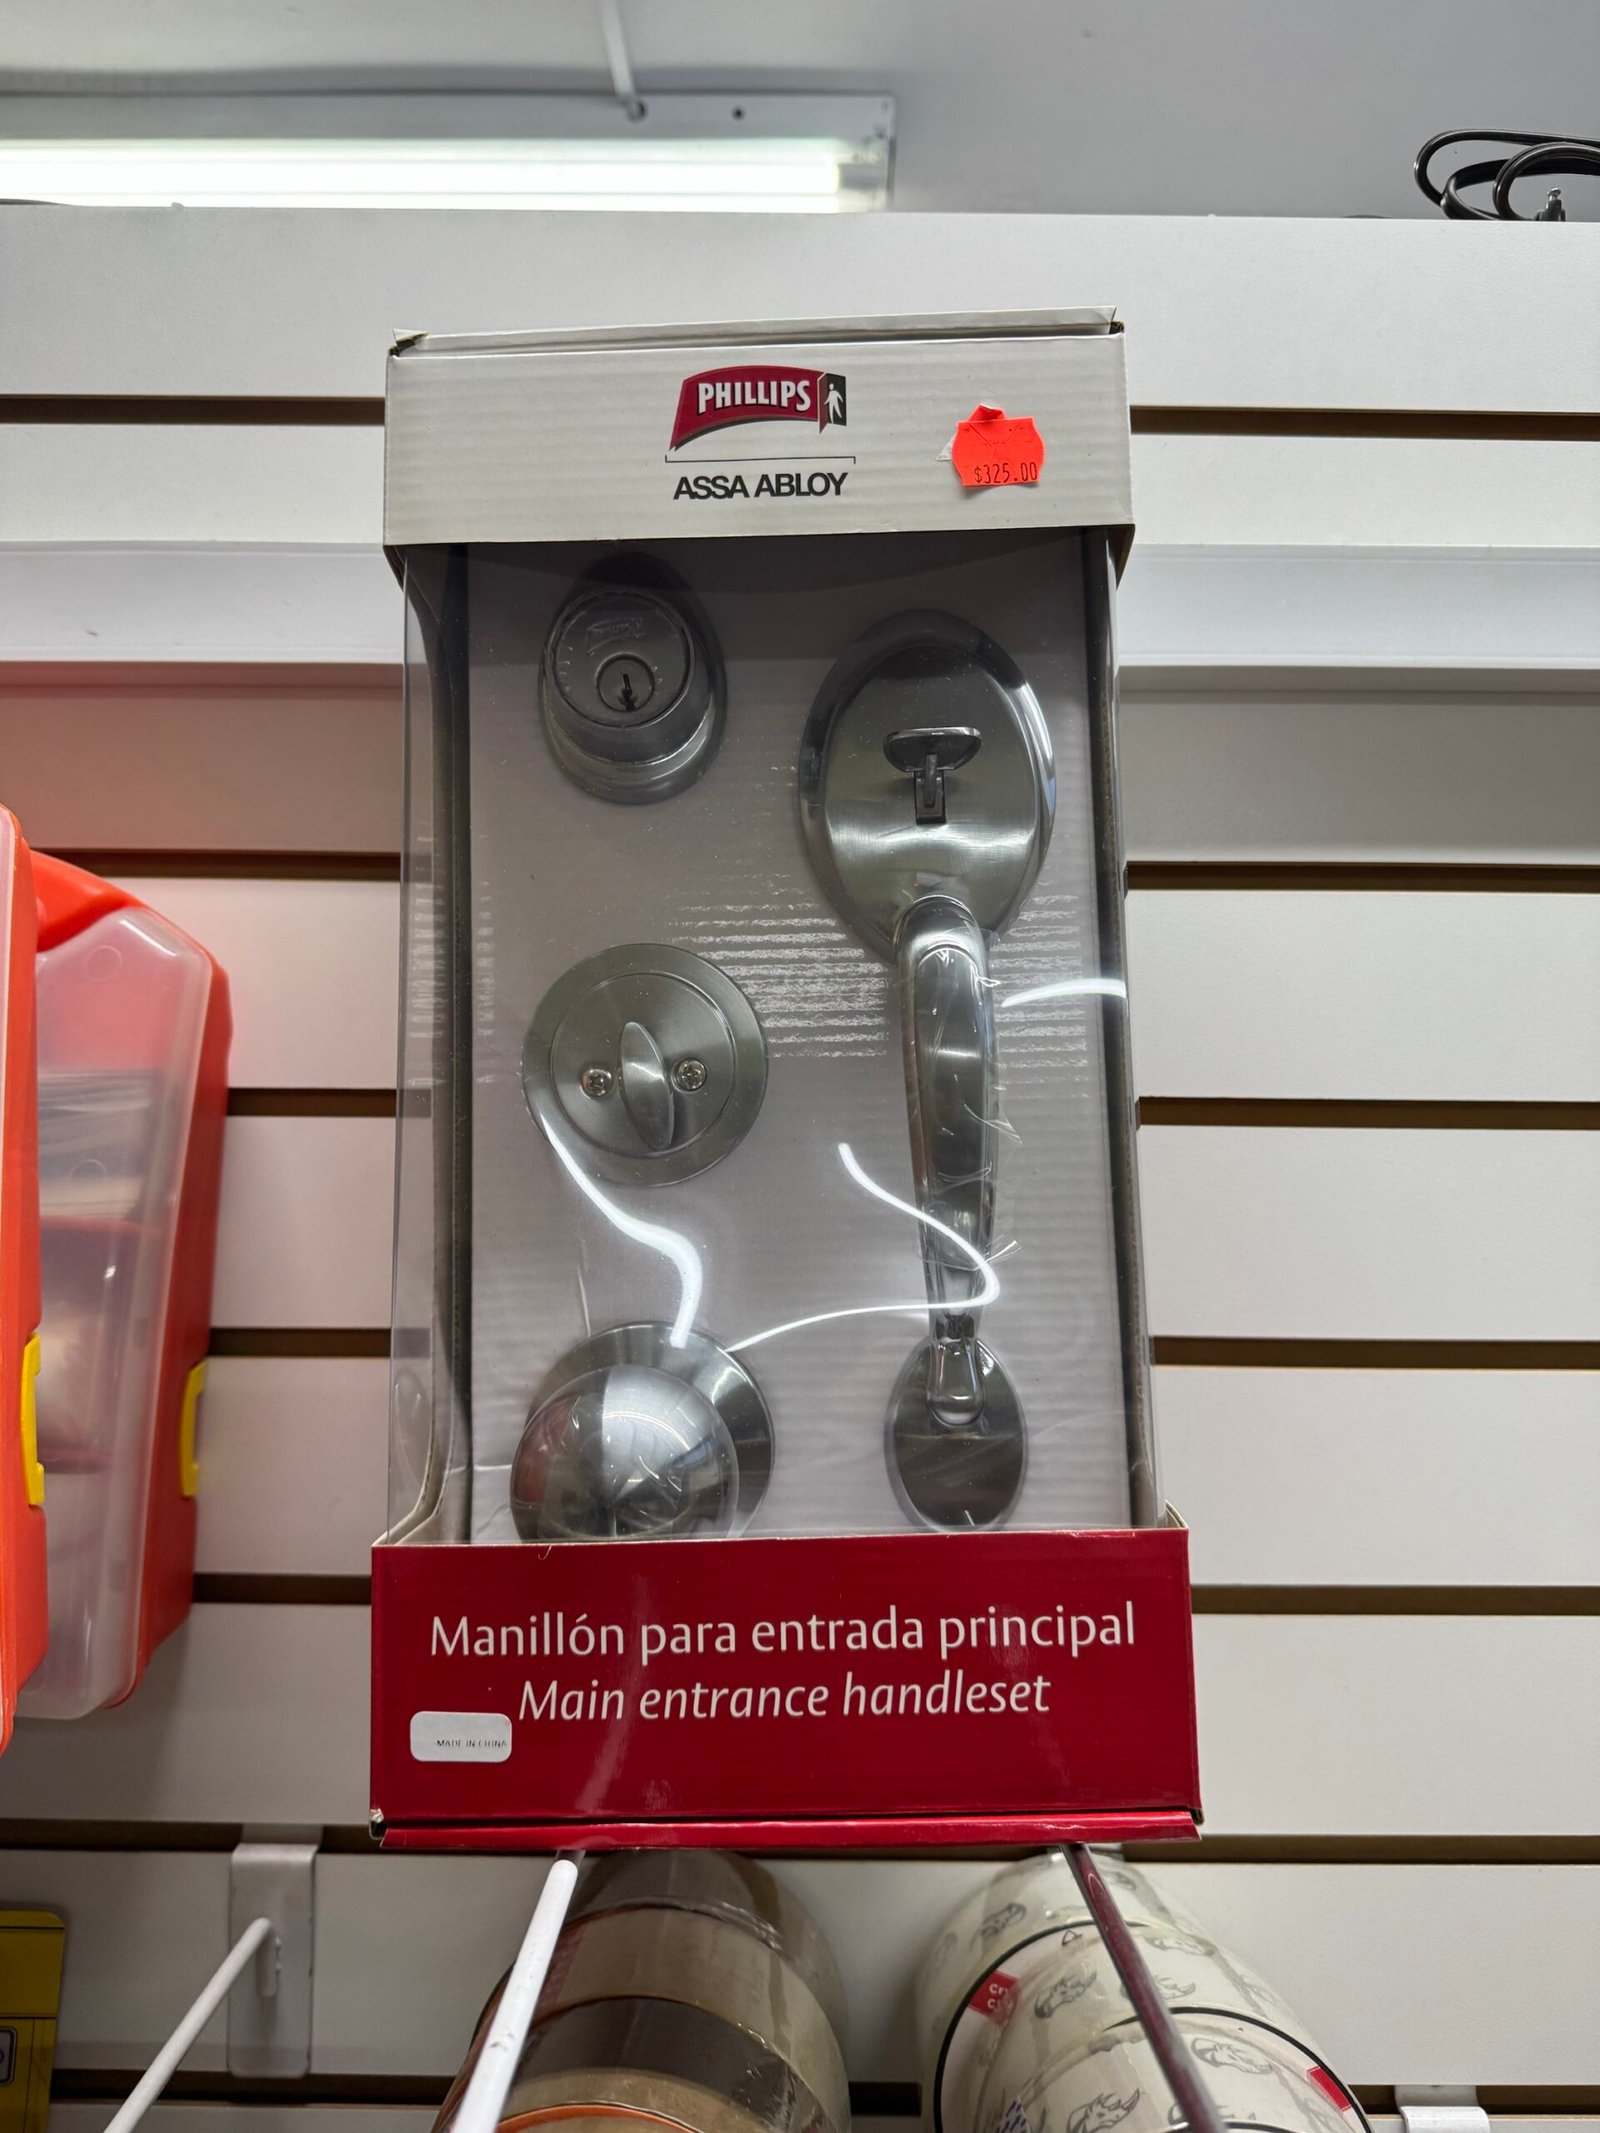 PHILLIPS
ASSA ABLOY
$325.00
Manillón para entrada principal
Main entrance handleset
MADE IN CHINA